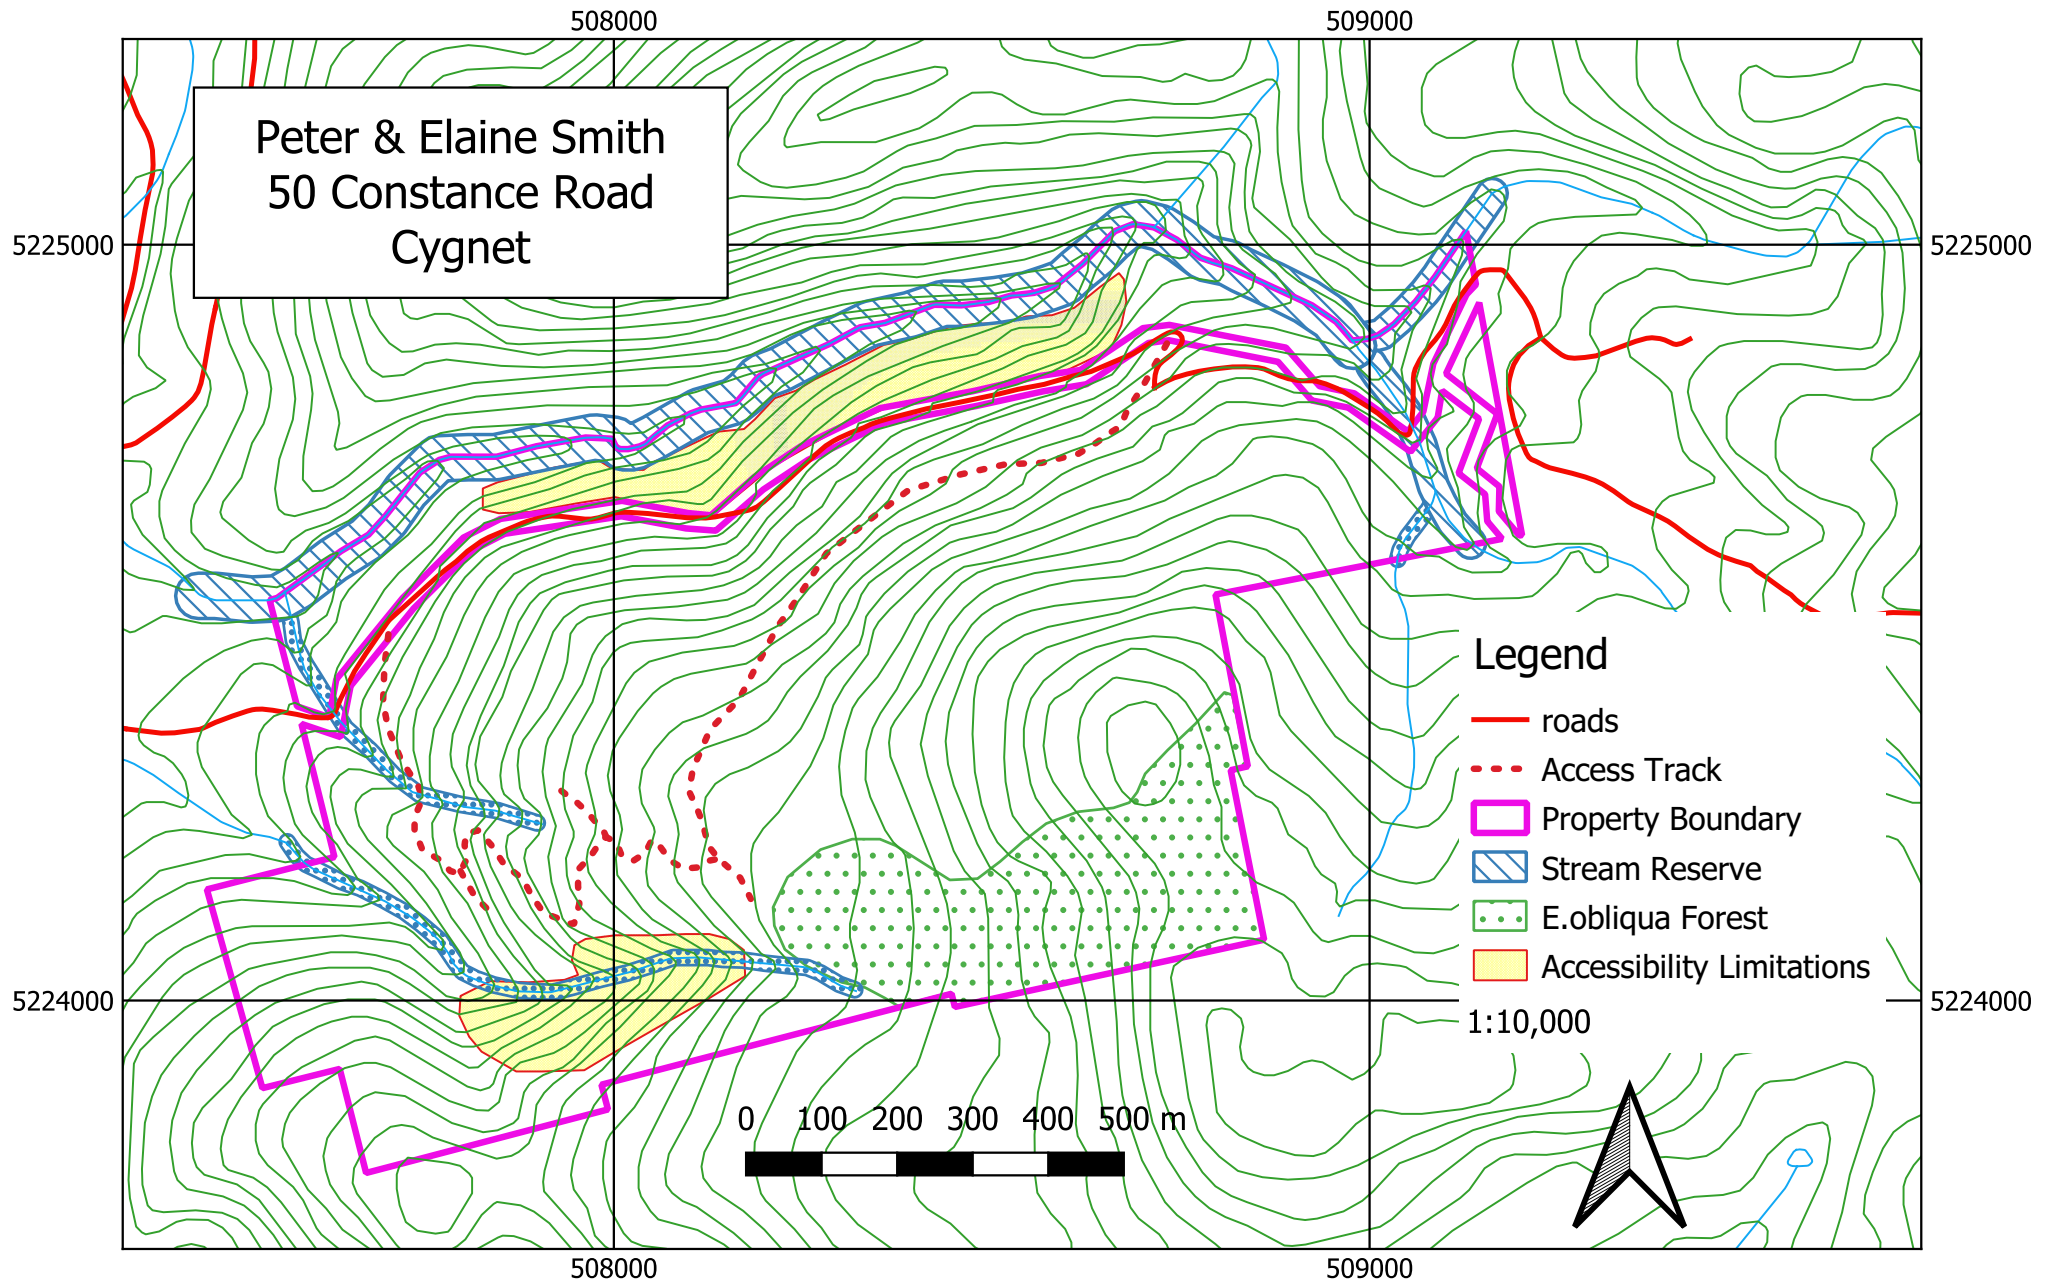 508000 509000
Peter & Elaine Smith
50 Constance Road
Cygnet
5225000 5225000
Legend
roads
Access Track
Property Boundary
Stream Reserve
E.obliqua Forest
Accessibility Limitations
5224000 5224000
1:10,000
0 100 200 300 400 500 m
508000 509000